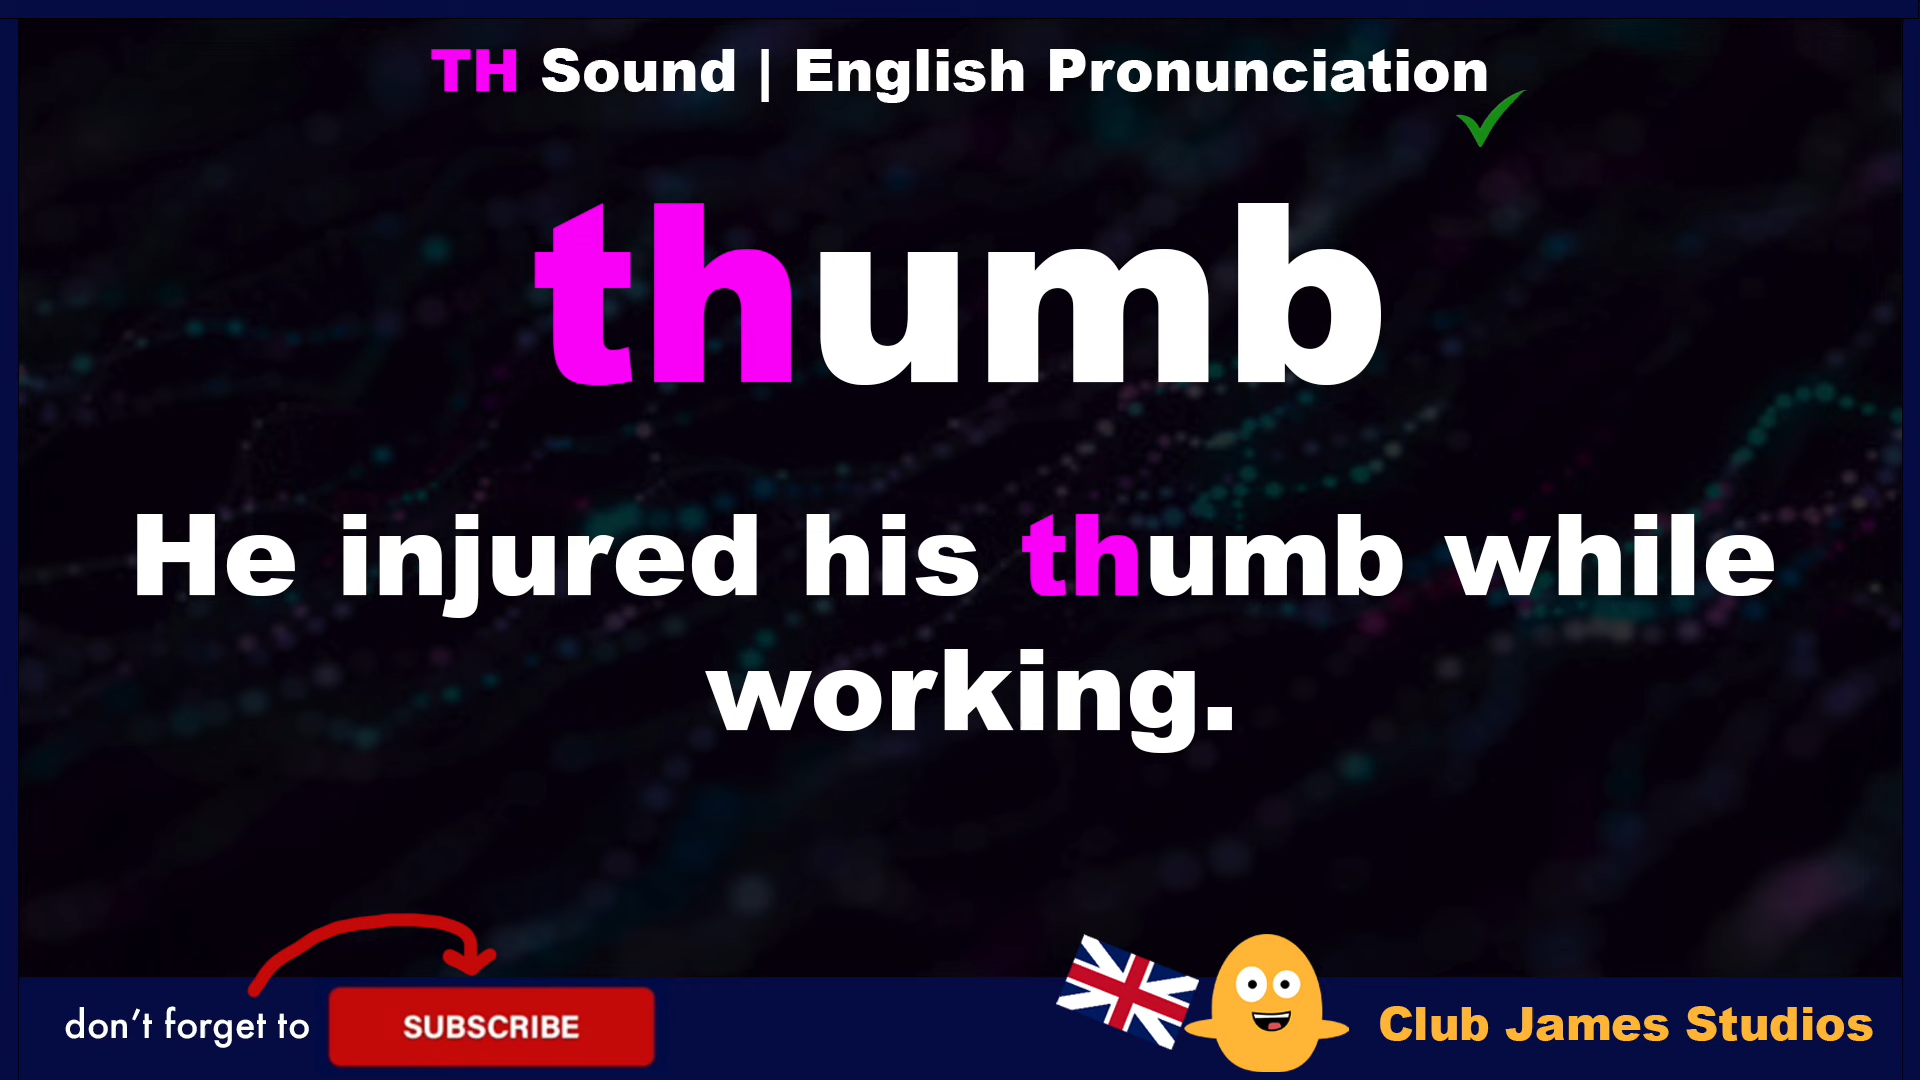 TH Sound | English Pronunciation
thumb
He injured his thumb while
working.
don't forget to SUBSCRIBE
Club James Studios